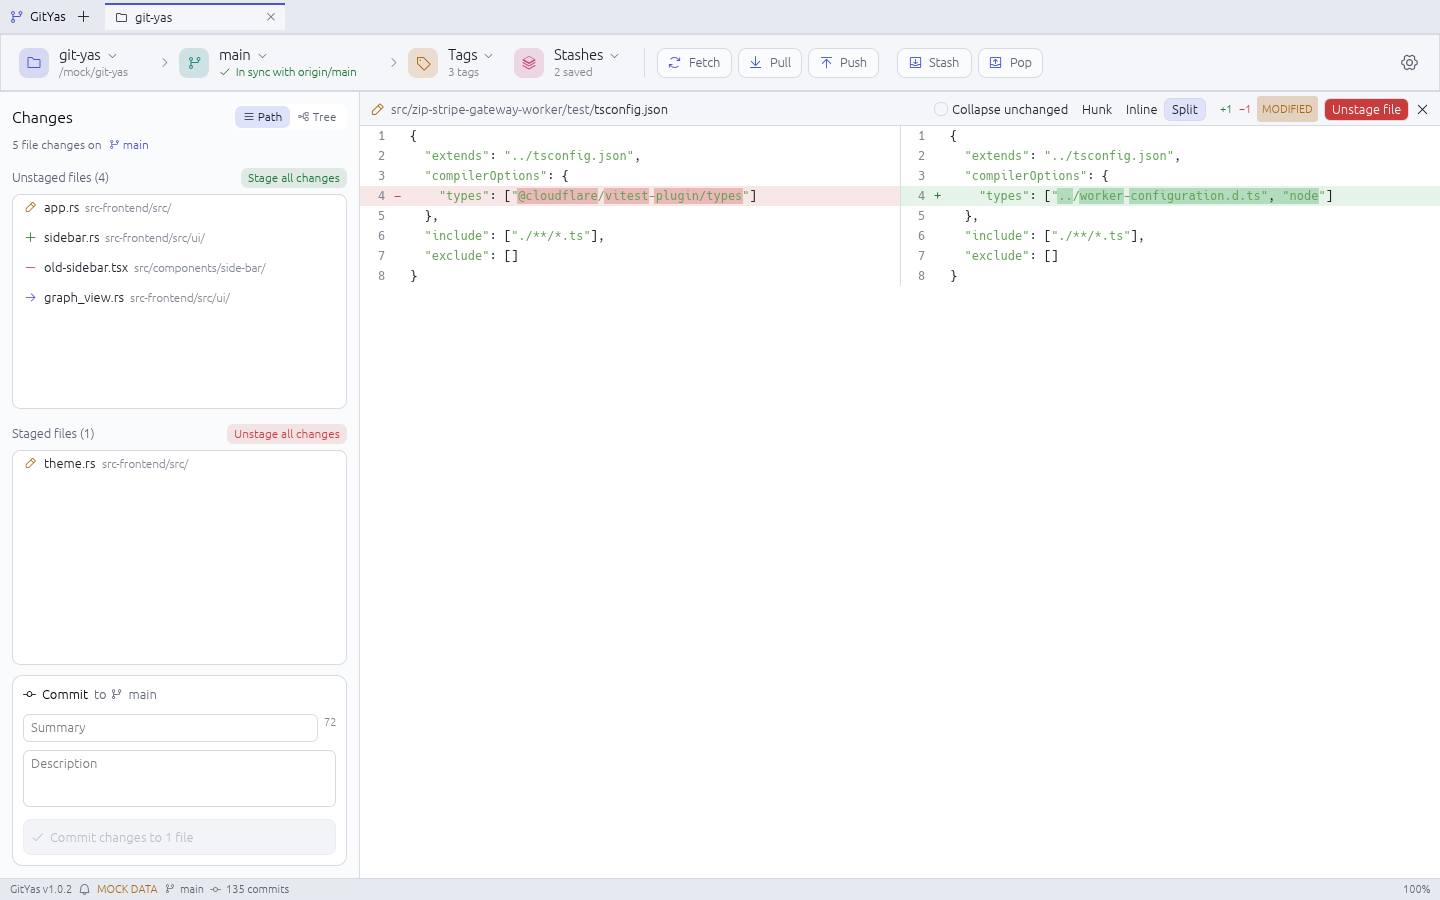 GitYas
git-yas
git-yas
/mock/git-yas
main
In sync with origin/main
Tags
3 tags
Stashes
2 saved
Fetch
Pull
Push
Stash
Pop
Changes
Path
Tree
5 file changes on main
Unstaged files (4)
Stage all changes
app.rs src-frontend/src/
sidebar.rs src-frontend/src/ui/
old-sidebar.tsx src/components/side-bar/
graph_view.rs src-frontend/src/ui/
Staged files (1)
Unstage all changes
theme.rs src-frontend/src/
Commit to main
Summary
72
Description
Commit changes to 1 file
src/zip-stripe-gateway-worker/test/tsconfig.json
Collapse unchanged
Hunk
Inline
Split
+1 −1
MODIFIED
Unstage file
1 {
2 "extends": "../tsconfig.json",
3 "compilerOptions": {
4 − "types": ["@cloudflare/vitest-plugin/types"]
5 },
6 "include": ["./**/*.ts"],
7 "exclude": []
8 }
1 {
2 "extends": "../tsconfig.json",
3 "compilerOptions": {
4 + "types": ["../worker-configuration.d.ts", "node"]
5 },
6 "include": ["./**/*.ts"],
7 "exclude": []
8 }
GitYas v1.0.2
MOCK DATA
main
135 commits
100%